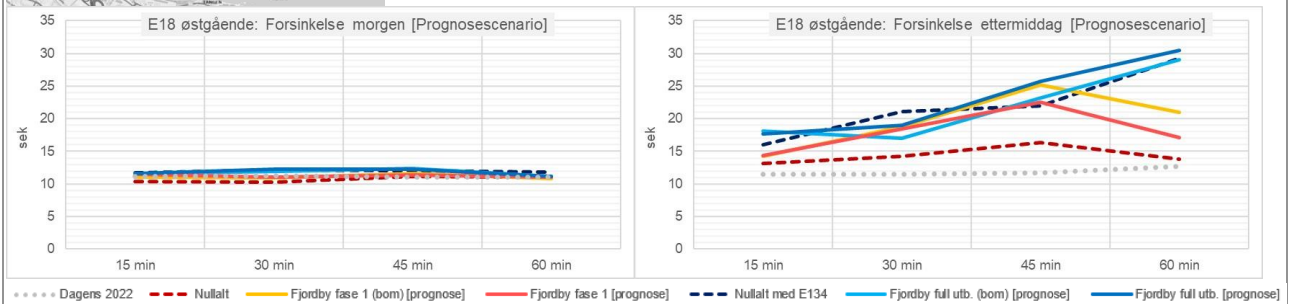 E18 østgående: Forsinkelse morgen [Prognosescenario]
35
30
25
20
15
10
5
0
sek
15 min 30 min 45 min 60 min
E18 østgående: Forsinkelse ettermiddag [Prognosescenario]
35
30
25
20
15
10
5
0
sek
15 min 30 min 45 min 60 min
Dagens 2022 Nullalt Fjordby fase 1 (bom) [prognose] Fjordby fase 1 [prognose] Nullalt med E134 Fjordby full utb. (bom) [prognose] Fjordby full utb. [prognose]